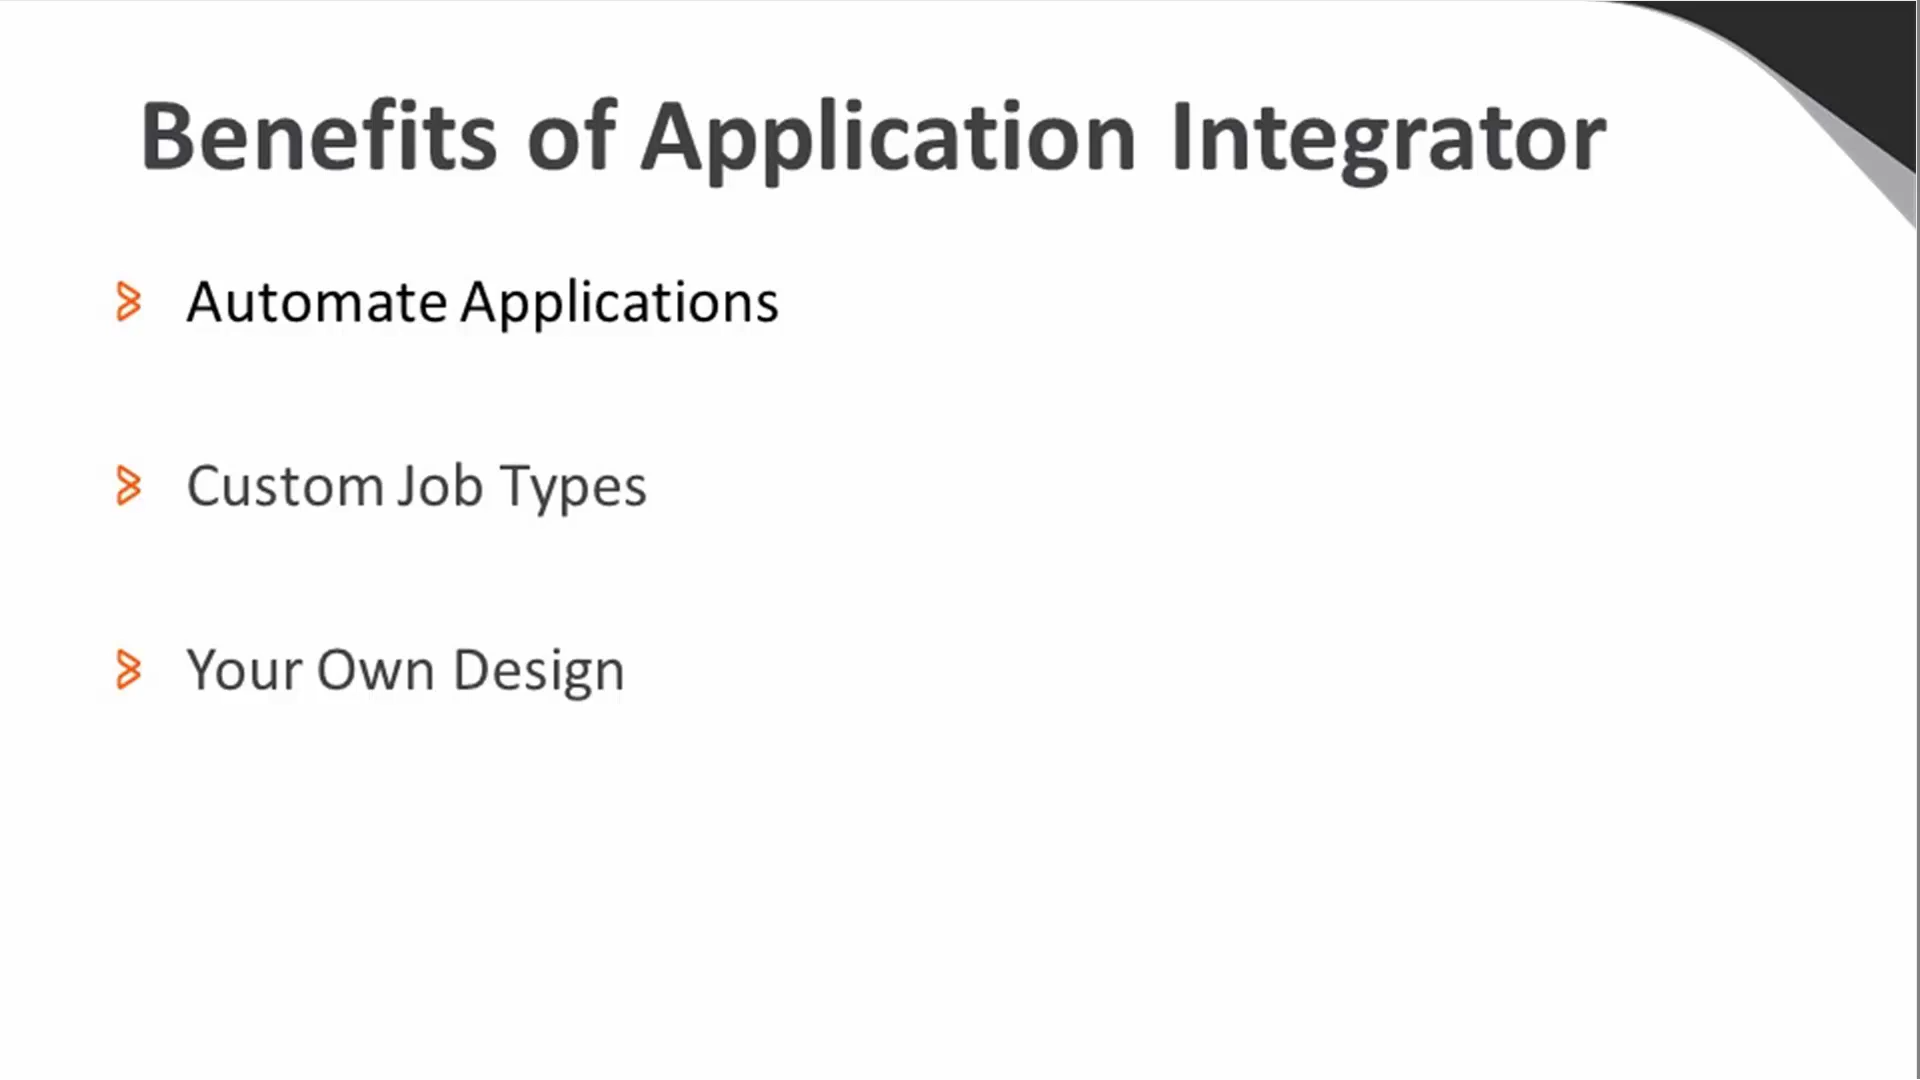 Benefits of Application Integrator
Automate Applications
Custom Job Types
Your Own Design